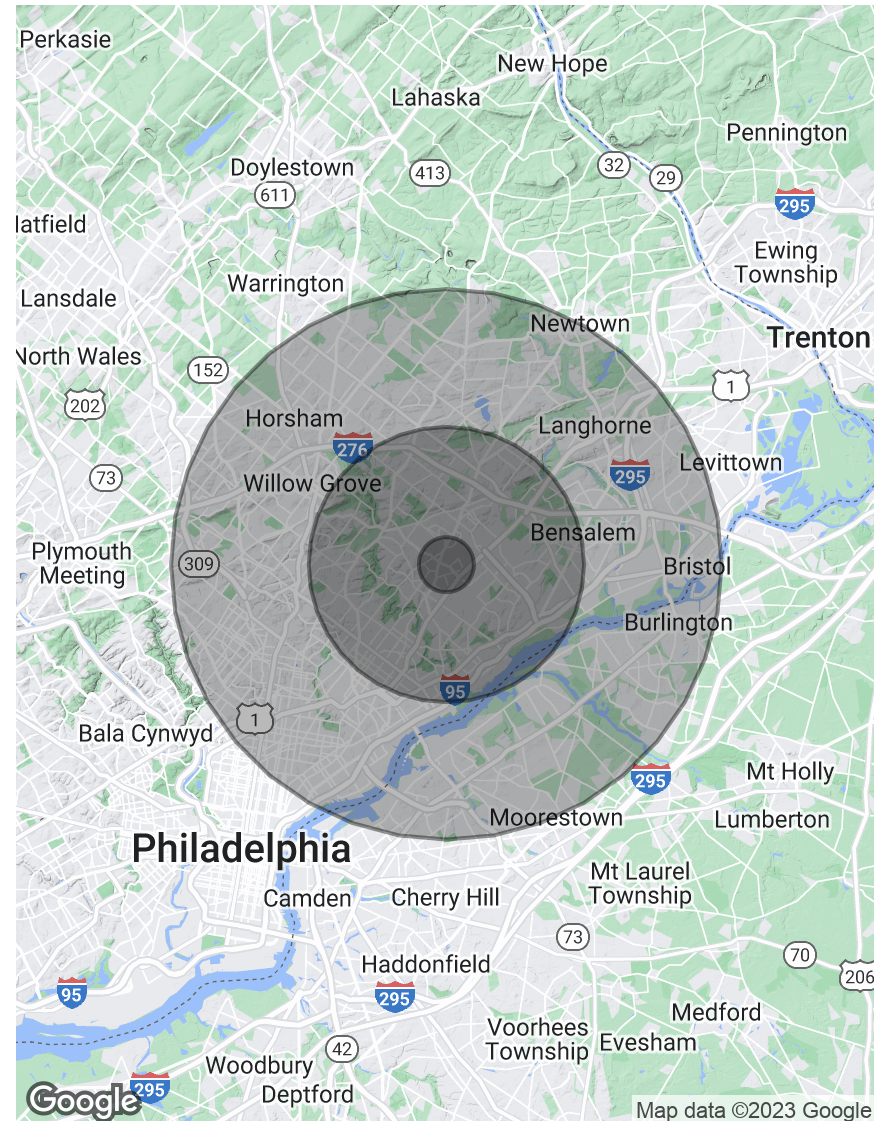 Perkasie
New Hope
Lahaska
Pennington
Doylestown
32
413
29
611
295
Hatfield
Ewing
Township
Warrington
Lansdale
Newtown
Trenton
North Wales
152
1
202
Horsham
Langhorne
276
Levittown
295
73
Willow Grove
Bensalem
Plymouth
Meeting
309
Bristol
Burlington
95
1
Bala Cynwyd
295
Mt Holly
Moorestown
Lumberton
Philadelphia
Mt Laurel
Township
Camden
Cherry Hill
73
70
Haddonfield
206
95
295
Medford
Voorhees
Township
Evesham
42
Woodbury
295
Deptford
Google
Map data ©2023 Google